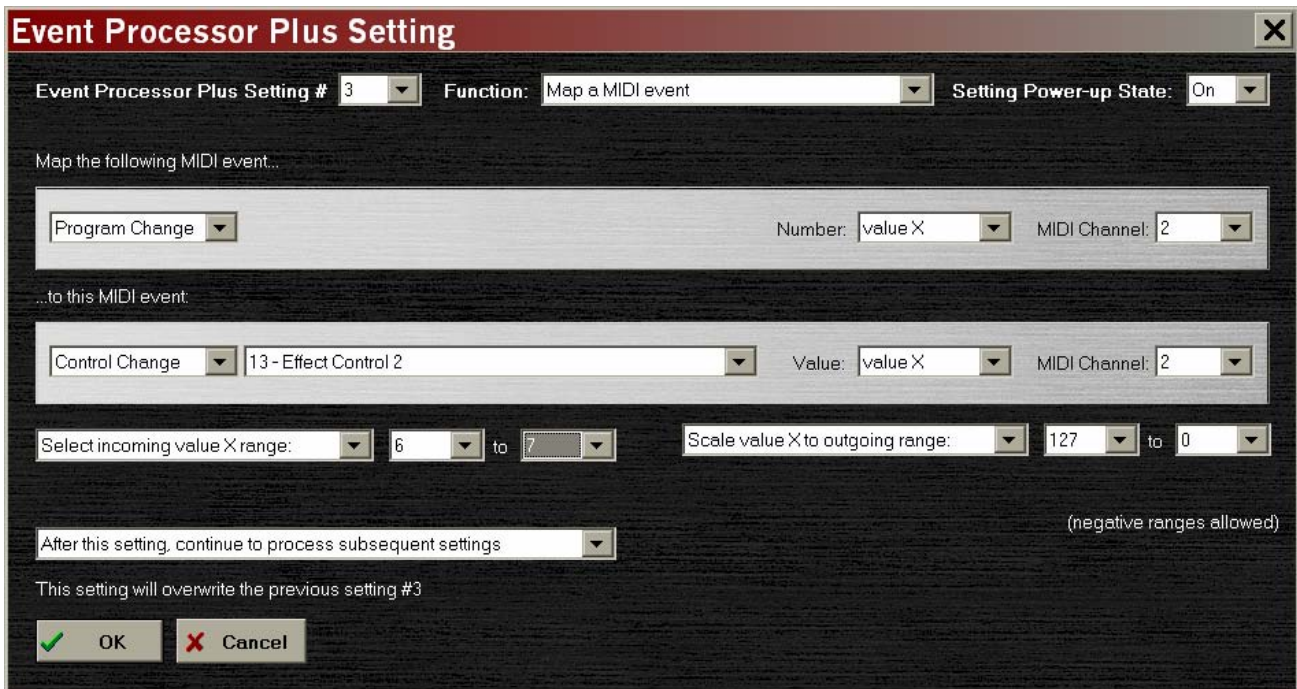 Event Processor Plus Setting
Event Processor Plus Setting # 3 Function: Map a MIDI event Setting Power-up State: On
Map the following MIDI event...
Program Change Number: value X MIDI Channel: 2
...to this MIDI event:
Control Change 13 - Effect Control 2 Value: value X MIDI Channel: 2
Select incoming value X range: 6 to 7 Scale value X to outgoing range: 127 to 0
(negative ranges allowed)
After this setting, continue to process subsequent settings
This setting will overwrite the previous setting #3
OK Cancel